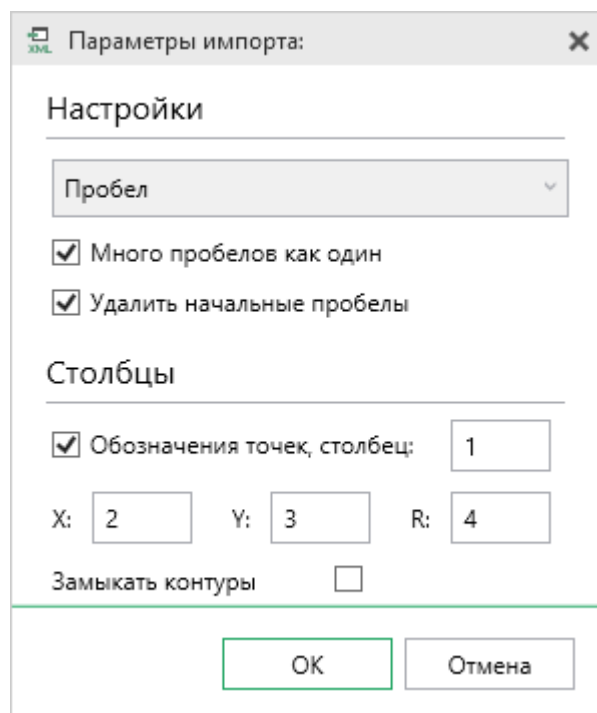 XML Параметры импорта:
Настройки
Пробел
Много пробелов как один
Удалить начальные пробелы
Столбцы
Обозначения точек, столбец: 1
X: 2 Y: 3 R: 4
Замыкать контуры
ОК Отмена